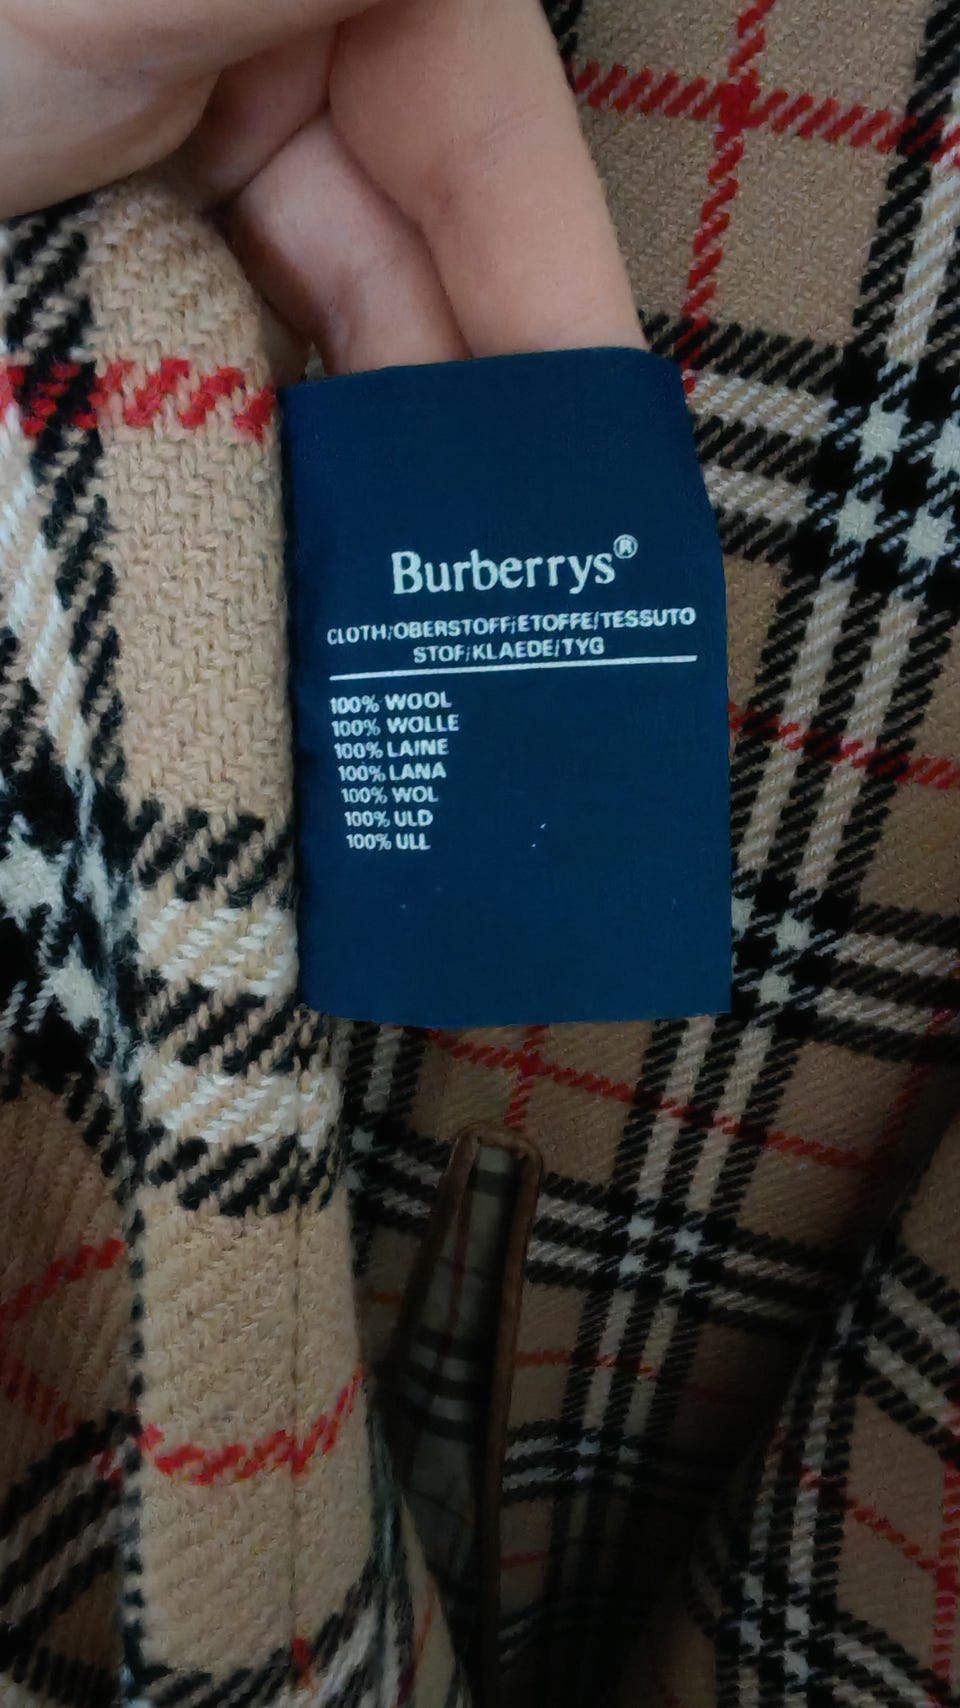 Burberrys®
CLOTH/OBERSTOFF/ETOFFE/TESSUTO
STOF/KLAEDE/TYG
100% WOOL
100% WOLLE
100% LAINE
100% LANA
100% WOL
100% ULD
100% ULL